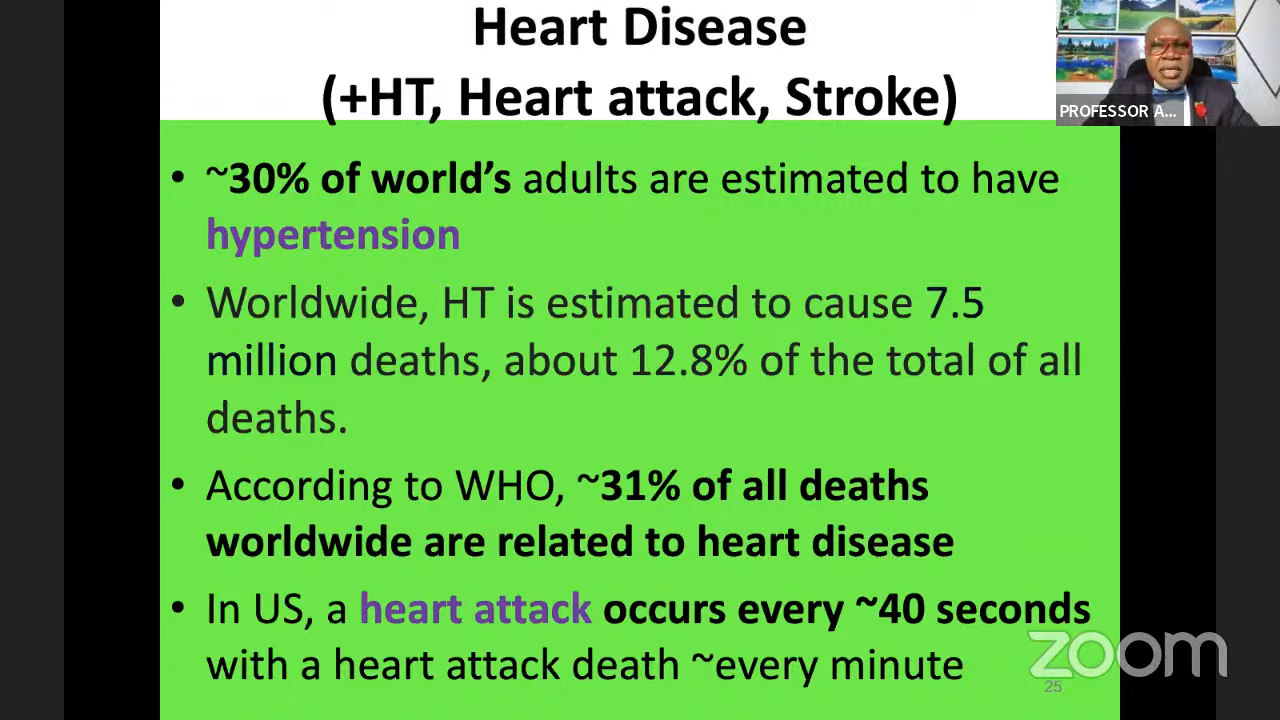 Heart Disease
(+HT, Heart attack, Stroke)
PROFESSOR A...
• ~30% of world's adults are estimated to have
hypertension
• Worldwide, HT is estimated to cause 7.5
million deaths, about 12.8% of the total of all
deaths.
• According to WHO, ~31% of all deaths
worldwide are related to heart disease
• In US, a heart attack occurs every ~40 seconds
with a heart attack death ~every minute
zoom
25